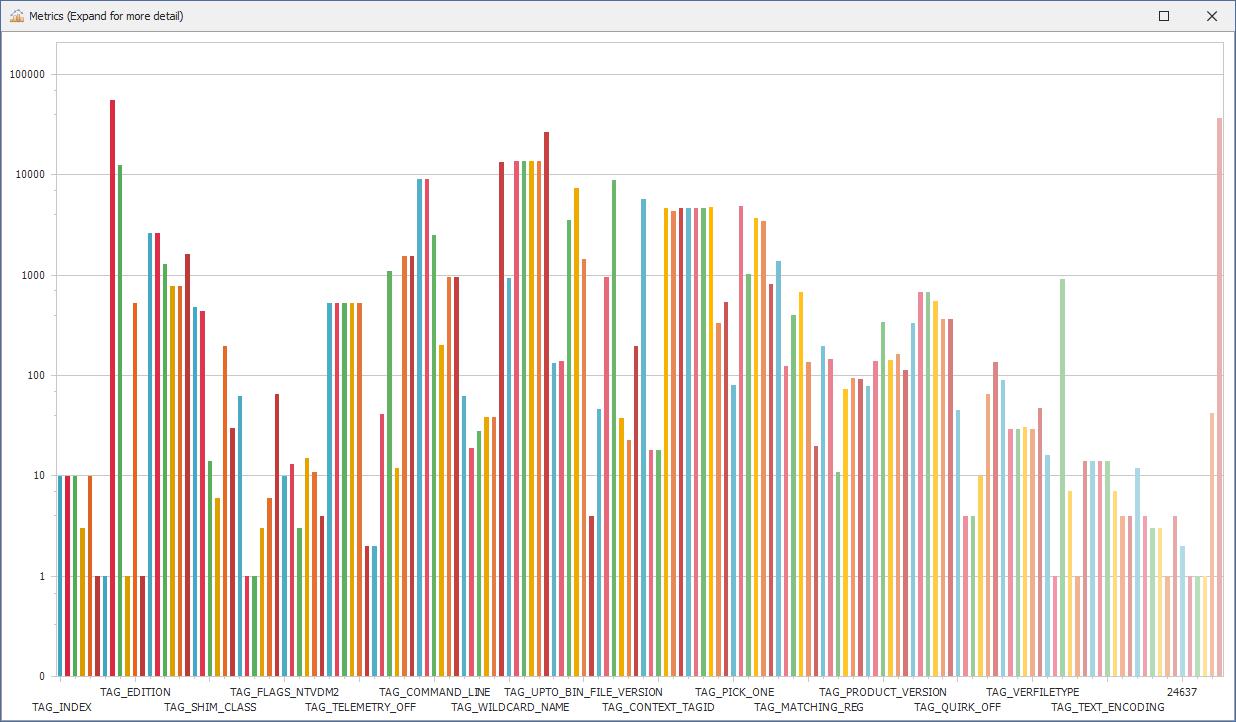 Metrics (Expand for more detail)
100000
10000
1000
100
10
1
0
TAG_EDITION TAG_FLAGS_NTVDM2 TAG_COMMAND_LINE TAG_UPTO_BIN_FILE_VERSION TAG_PICK_ONE TAG_PRODUCT_VERSION TAG_VERFILETYPE 24637
TAG_INDEX TAG_SHIM_CLASS TAG_TELEMETRY_OFF TAG_WILDCARD_NAME TAG_CONTEXT_TAGID TAG_MATCHING_REG TAG_QUIRK_OFF TAG_TEXT_ENCODING